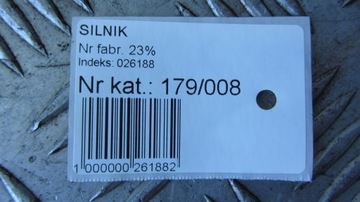 SILNIK
Nr fabr. 23%
Indeks: 026188
Nr kat.: 179/008
1 000000 261882